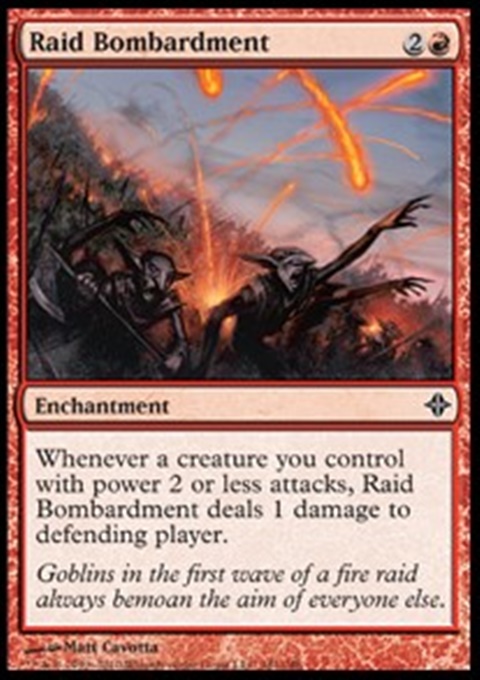 Raid Bombardment 2
Enchantment
Whenever a creature you control
with power 2 or less attacks, Raid
Bombardment deals 1 damage to
defending player.
Goblins in the first wave of a fire raid
always bemoan the aim of everyone else.
Matt Cavotta